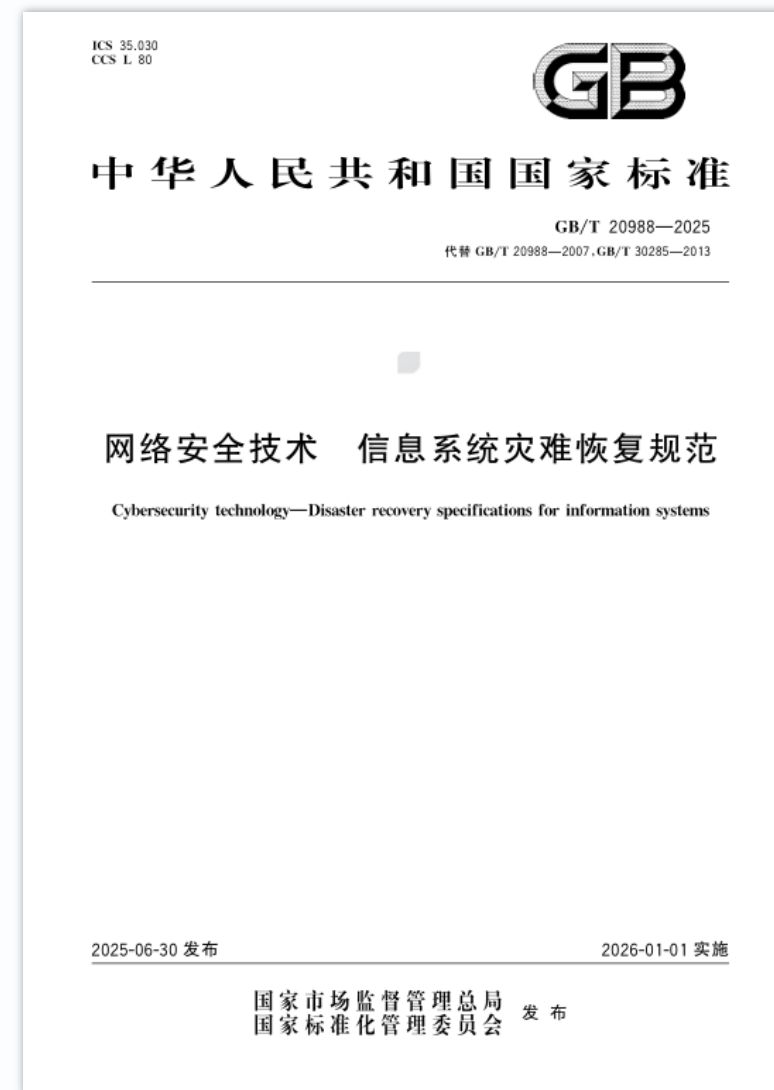 ICS 35.030
CCS L 80
GB
中华人民共和国国家标准
GB/T 20988—2025
代替 GB/T 20988—2007,GB/T 30285—2013
网络安全技术 信息系统灾难恢复规范
Cybersecurity technology—Disaster recovery specifications for information systems
2025-06-30 发布
2026-01-01 实施
国家市场监督管理总局
国家标准化管理委员会
发布